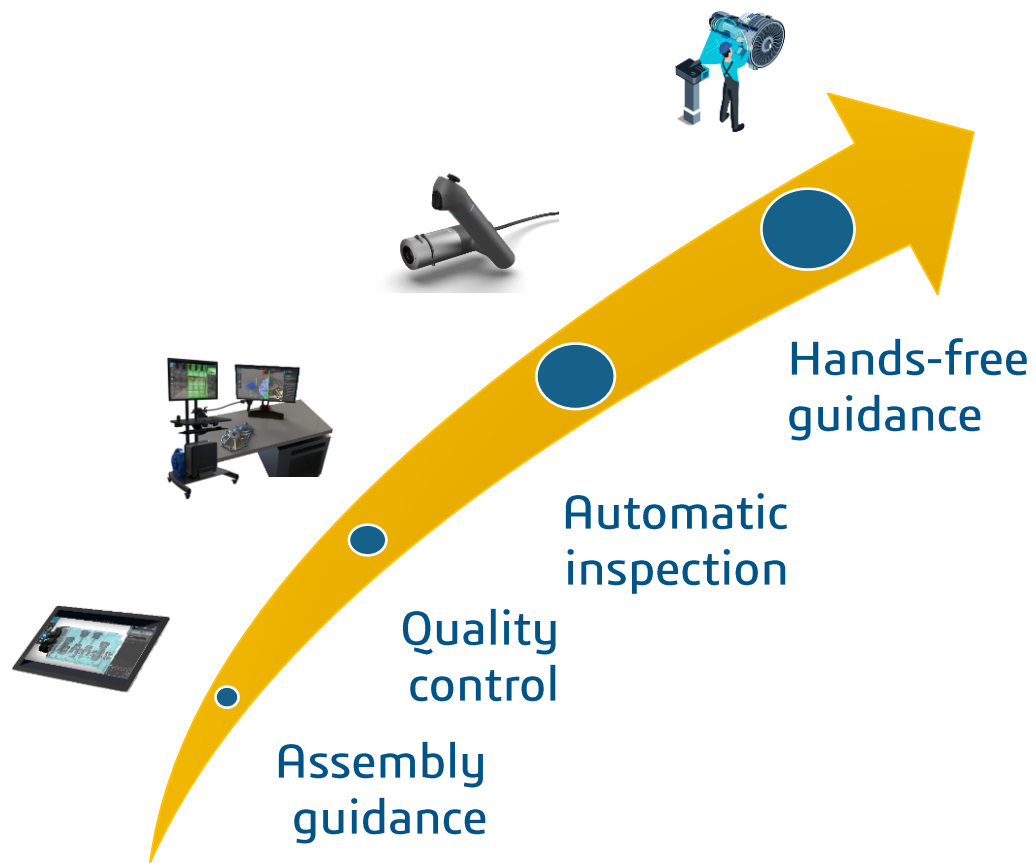 Hands-free
guidance
Automatic
inspection
Quality
control
Assembly
guidance